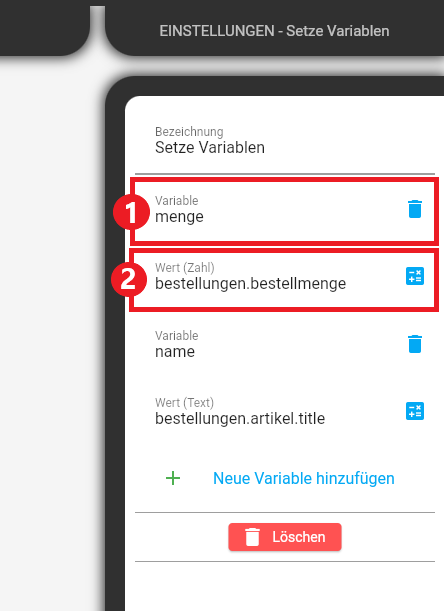 EINSTELLUNGEN - Setze Variablen
Bezeichnung
Setze Variablen
1
Variable
menge
2
Wert (Zahl)
bestellungen.bestellmenge
Variable
name
Wert (Text)
bestellungen.artikel.title
+ Neue Variable hinzufügen
Löschen